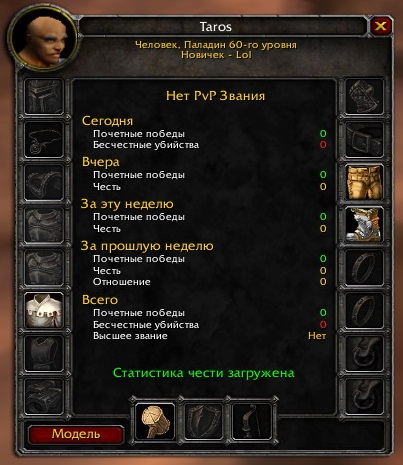 Taros
Человек, Паладин 60-го уровня
Новичек - Lol
Нет PvP Звания
Сегодня
Почетные победы 0
Бесчестные убийства 0
Вчера
Почетные победы 0
Честь 0
За эту неделю
Почетные победы 0
Честь 0
За прошлую неделю
Почетные победы 0
Честь 0
Отношение 0
Всего
Почетные победы 0
Бесчестные убийства 0
Высшее звание Нет
Статистика чести загружена
Модель